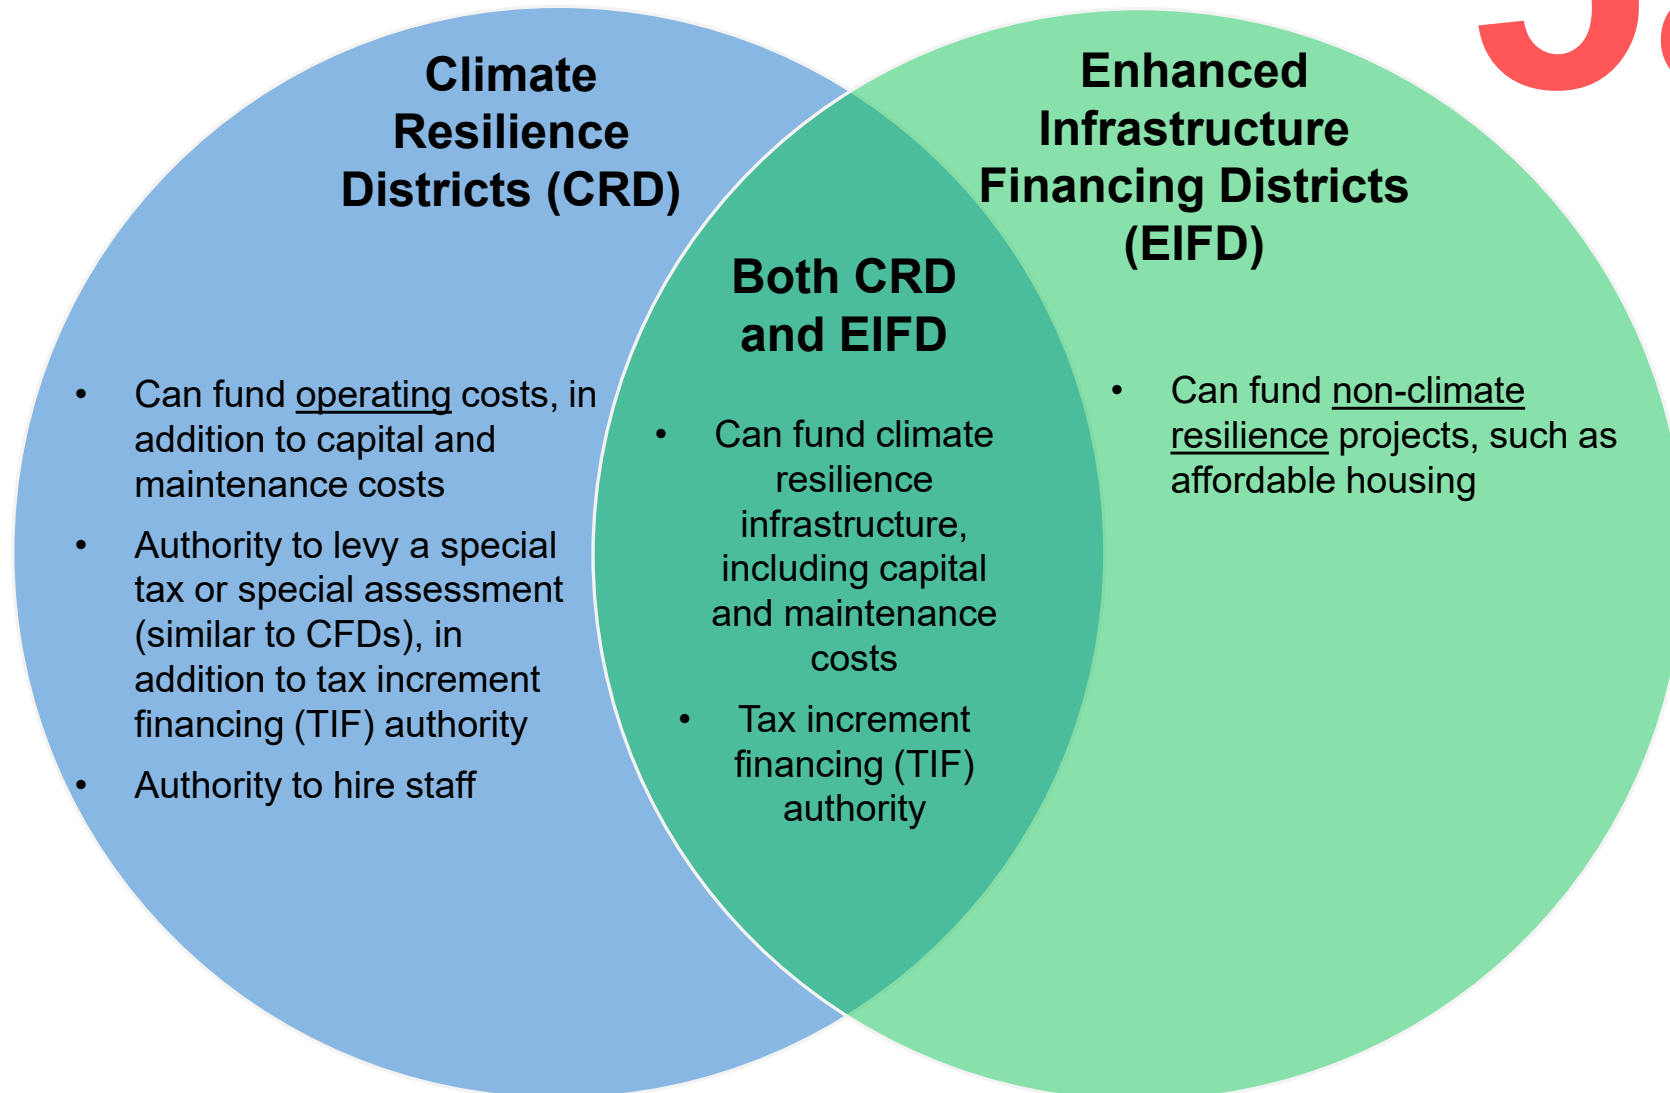 Climate
Resilience
Districts (CRD)
• Can fund operating costs, in
addition to capital and
maintenance costs
• Authority to levy a special
tax or special assessment
(similar to CFDs), in
addition to tax increment
financing (TIF) authority
• Authority to hire staff
Both CRD
and EIFD
• Can fund climate
resilience
infrastructure,
including capital
and maintenance
costs
• Tax increment
financing (TIF)
authority
Enhanced
Infrastructure
Financing Districts
(EIFD)
• Can fund non-climate
resilience projects, such as
affordable housing